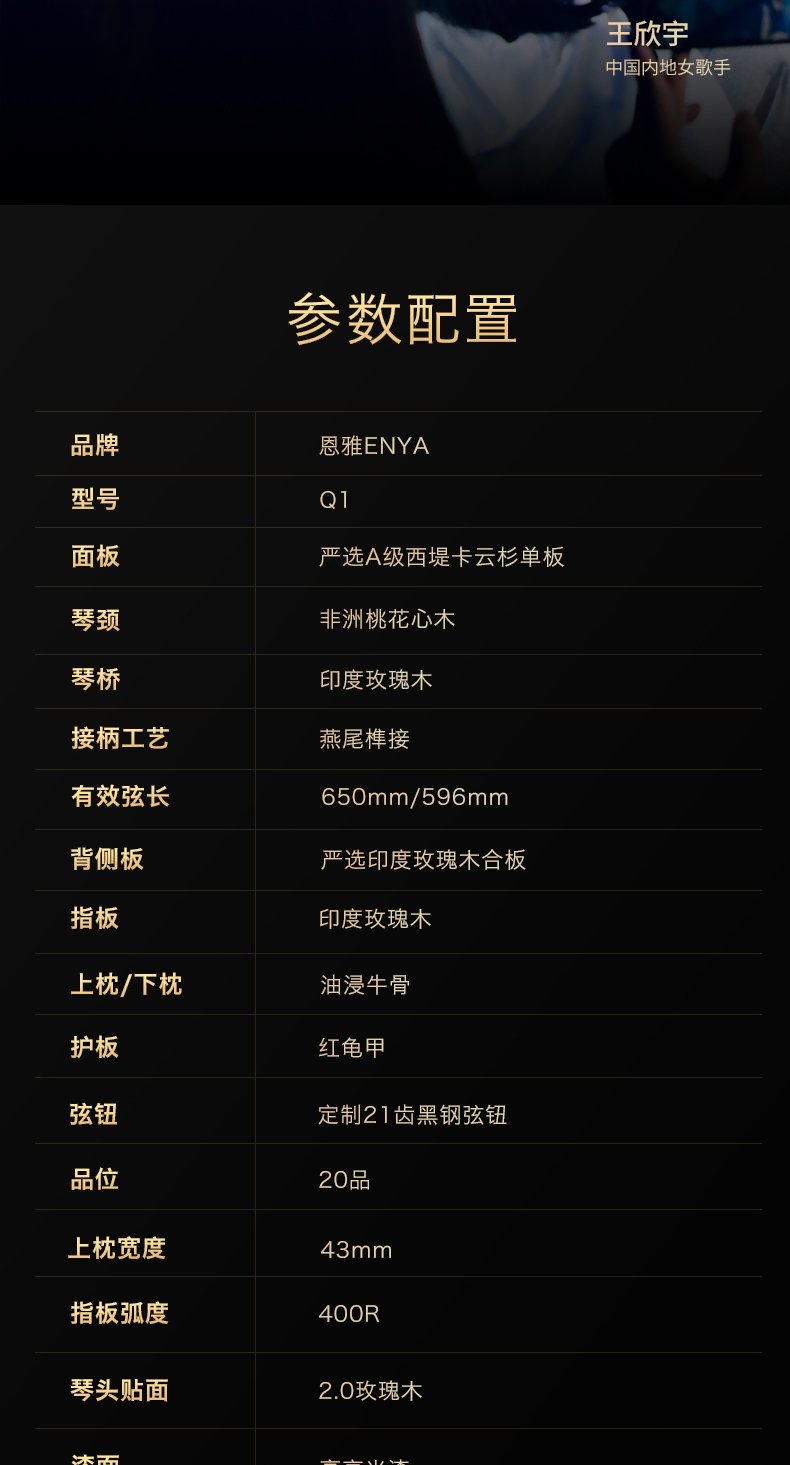 王欣宇
中国内地女歌手
参数配置
品牌 恩雅ENYA
型号 Q1
面板 严选A级西堤卡云杉单板
琴颈 非洲桃花心木
琴桥 印度玫瑰木
接柄工艺 燕尾榫接
有效弦长 650mm/596mm
背侧板 严选印度玫瑰木合板
指板 印度玫瑰木
上枕/下枕 油浸牛骨
护板 红龟甲
弦钮 定制21齿黑钢弦钮
品位 20品
上枕宽度 43mm
指板弧度 400R
琴头贴面 2.0玫瑰木
漆面